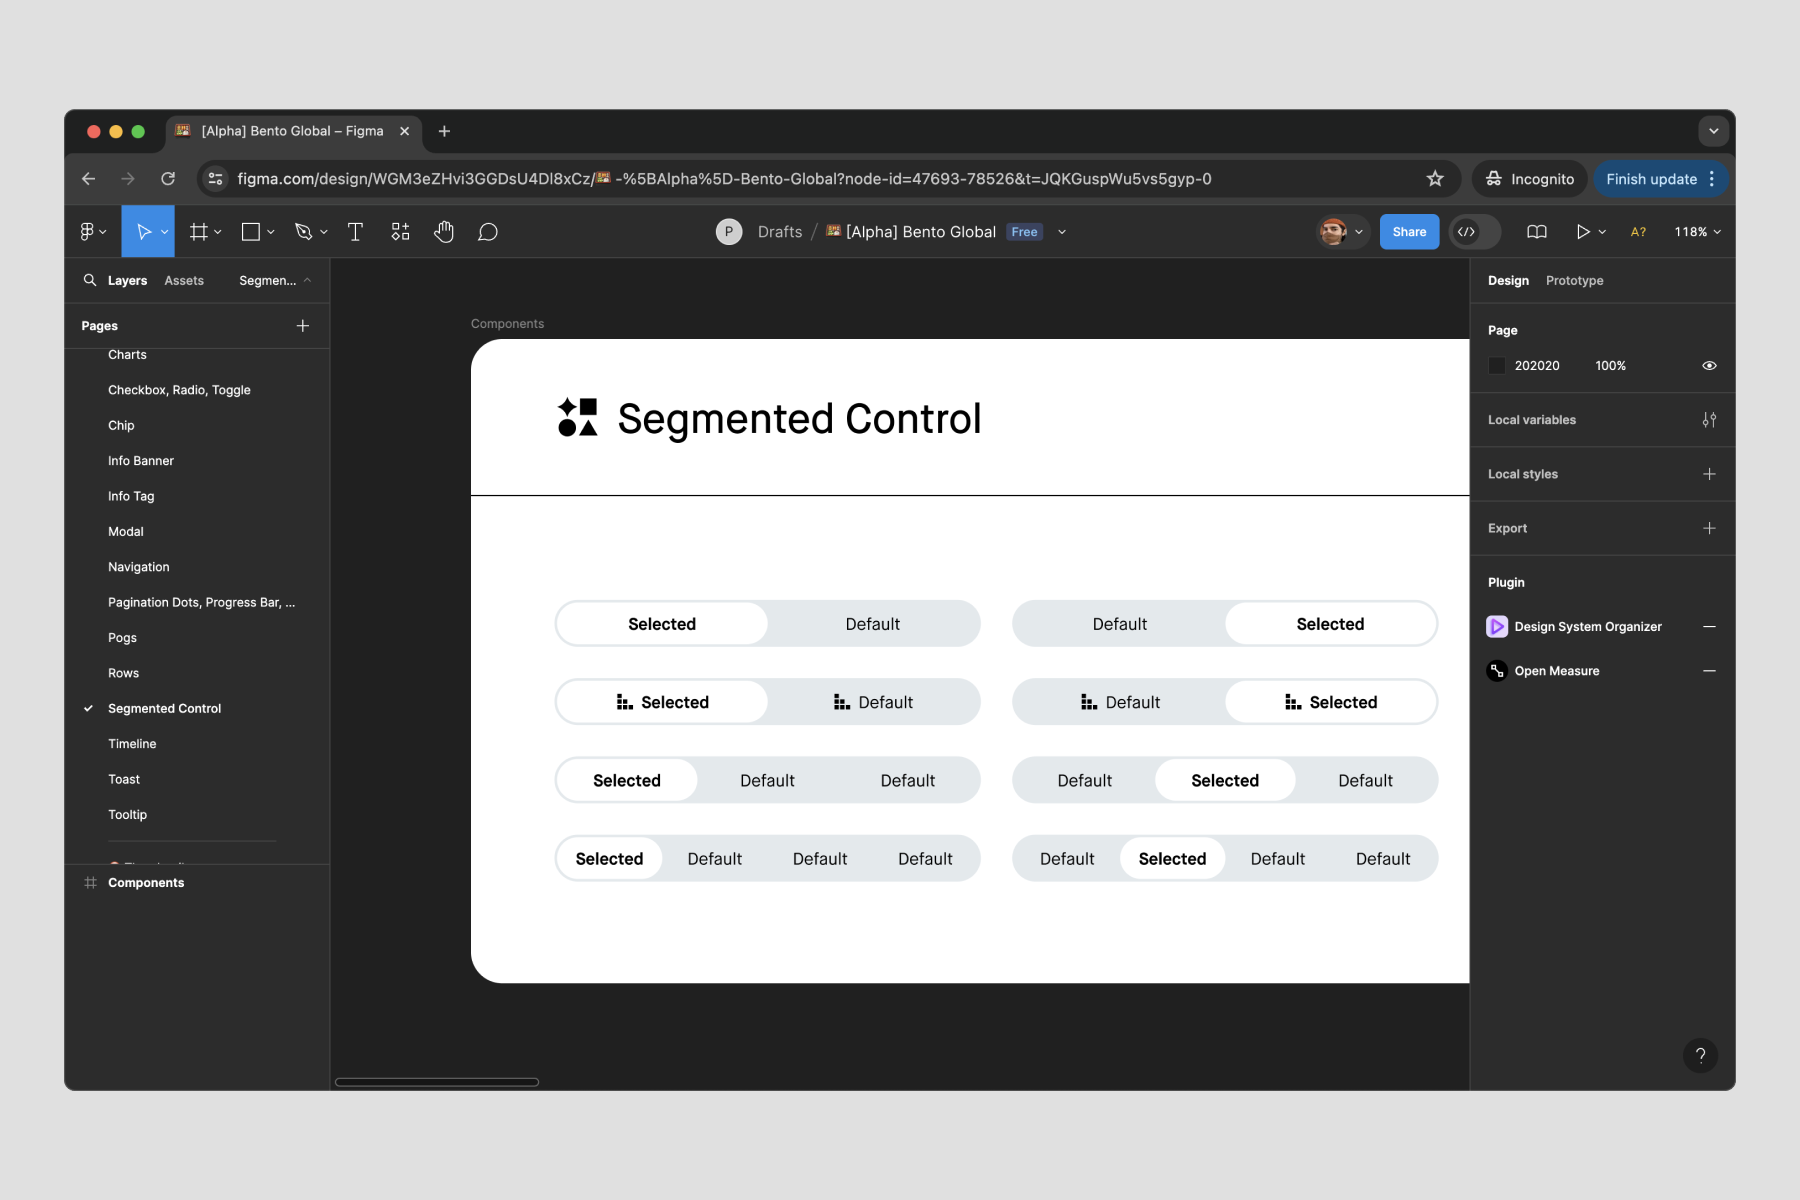 [Alpha] Bento Global – Figma
figma.com/design/WGM3eZHvi3GGDsU4Dl8xCz/🍱-%5BAlpha%5D-Bento-Global?node-id=47693-78526&t=JQKGuspWu5vs5gyp-0
Incognito
Finish update
P
Drafts / [Alpha] Bento Global Free
Share
A?
118%
Layers Assets Segmen...
Pages
Charts
Checkbox, Radio, Toggle
Chip
Info Banner
Info Tag
Modal
Navigation
Pagination Dots, Progress Bar, ...
Pogs
Rows
Segmented Control
Timeline
Toast
Tooltip
Components
Components
Segmented Control
Selected Default Default Selected
Selected Default Default Selected
Selected Default Default Default Selected Default
Selected Default Default Default Default Selected Default Default
Design Prototype
Page
202020 100%
Local variables
Local styles
Export
Plugin
Design System Organizer
Open Measure
?